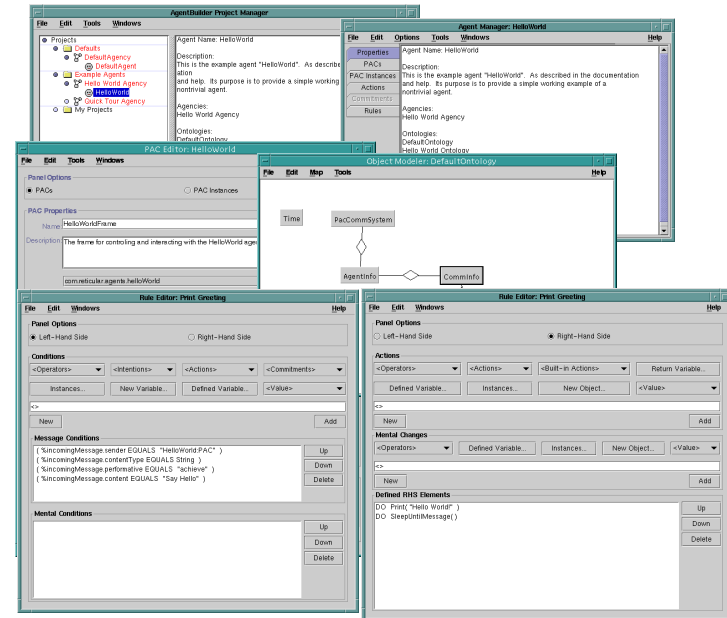 AgentBuilder Project Manager
File Edit Tools Windows
Projects
Defaults
DefaultAgency
DefaultAgent
Example Agents
Hello World Agency
HelloWorld
Quick Tour Agency
My Projects
Agent Name: HelloWorld
Description:
This is the example agent "HelloWorld". As describe
ation
and help. Its purpose is to provide a simple working
nontrivial agent.
Agencies:
Hello World Agency
Ontologies:
DefaultOntology
Agent Manager: HelloWorld
File Edit Options Tools Windows Help
Properties
PACs
PAC Instances
Actions
Commitments
Rules
Agent Name: HelloWorld
Description:
This is the example agent "HelloWorld". As described in the documentation
and help. Its purpose is to provide a simple working example of a
nontrivial agent.
Agencies:
Hello World Agency
Ontologies:
DefaultOntology
Hello World Ontology
PAC Editor: HelloWorld
File Edit Tools Windows
Panel Options
PACs PAC Instances
PAC Properties
Name HelloWorldFrame
Description The frame for controling and interacting with the HelloWorld age
com.reticular.agents.helloWorld
Object Modeler: DefaultOntology
File Edit Map Tools Help
Time PacCommSystem
AgentInfo CommInfo
Rule Editor: Print Greeting
File Edit Windows Help
Panel Options
Left-Hand Side Right-Hand Side
Conditions
<Operators> <Intentions> <Actions> <Commitments>
Instances... New Variable... Defined Variable... <Value>
<>
New Add
Message Conditions
( %incomingMessage.sender EQUALS "HelloWorld:PAC" )
( %incomingMessage.contentType EQUALS String )
( %incomingMessage.performative EQUALS "achieve" )
( %incomingMessage.content EQUALS "Say Hello" )
Up
Down
Delete
Mental Conditions
Up
Down
Delete
Rule Editor: Print Greeting
File Edit Windows Help
Panel Options
Left-Hand Side Right-Hand Side
Actions
<Operators> <Actions> <Built-in Actions> Return Variable...
Defined Variable... Instances... New Object... <Value>
<>
New Add
Mental Changes
<Operators> Defined Variable... Instances... New Object... <Value>
<>
New Add
Defined RHS Elements
DO Print( "Hello World!" )
DO SleepUntilMessage( )
Up
Down
Delete